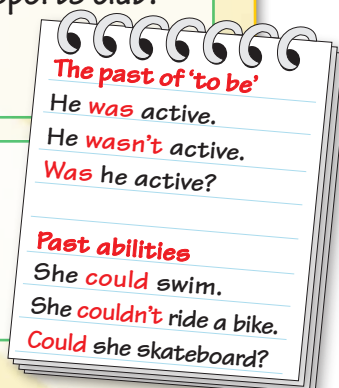 sports club?
The past of 'to be'
He was active.
He wasn't active.
Was he active?
Past abilities
She could swim.
She couldn't ride a bike.
Could she skateboard?